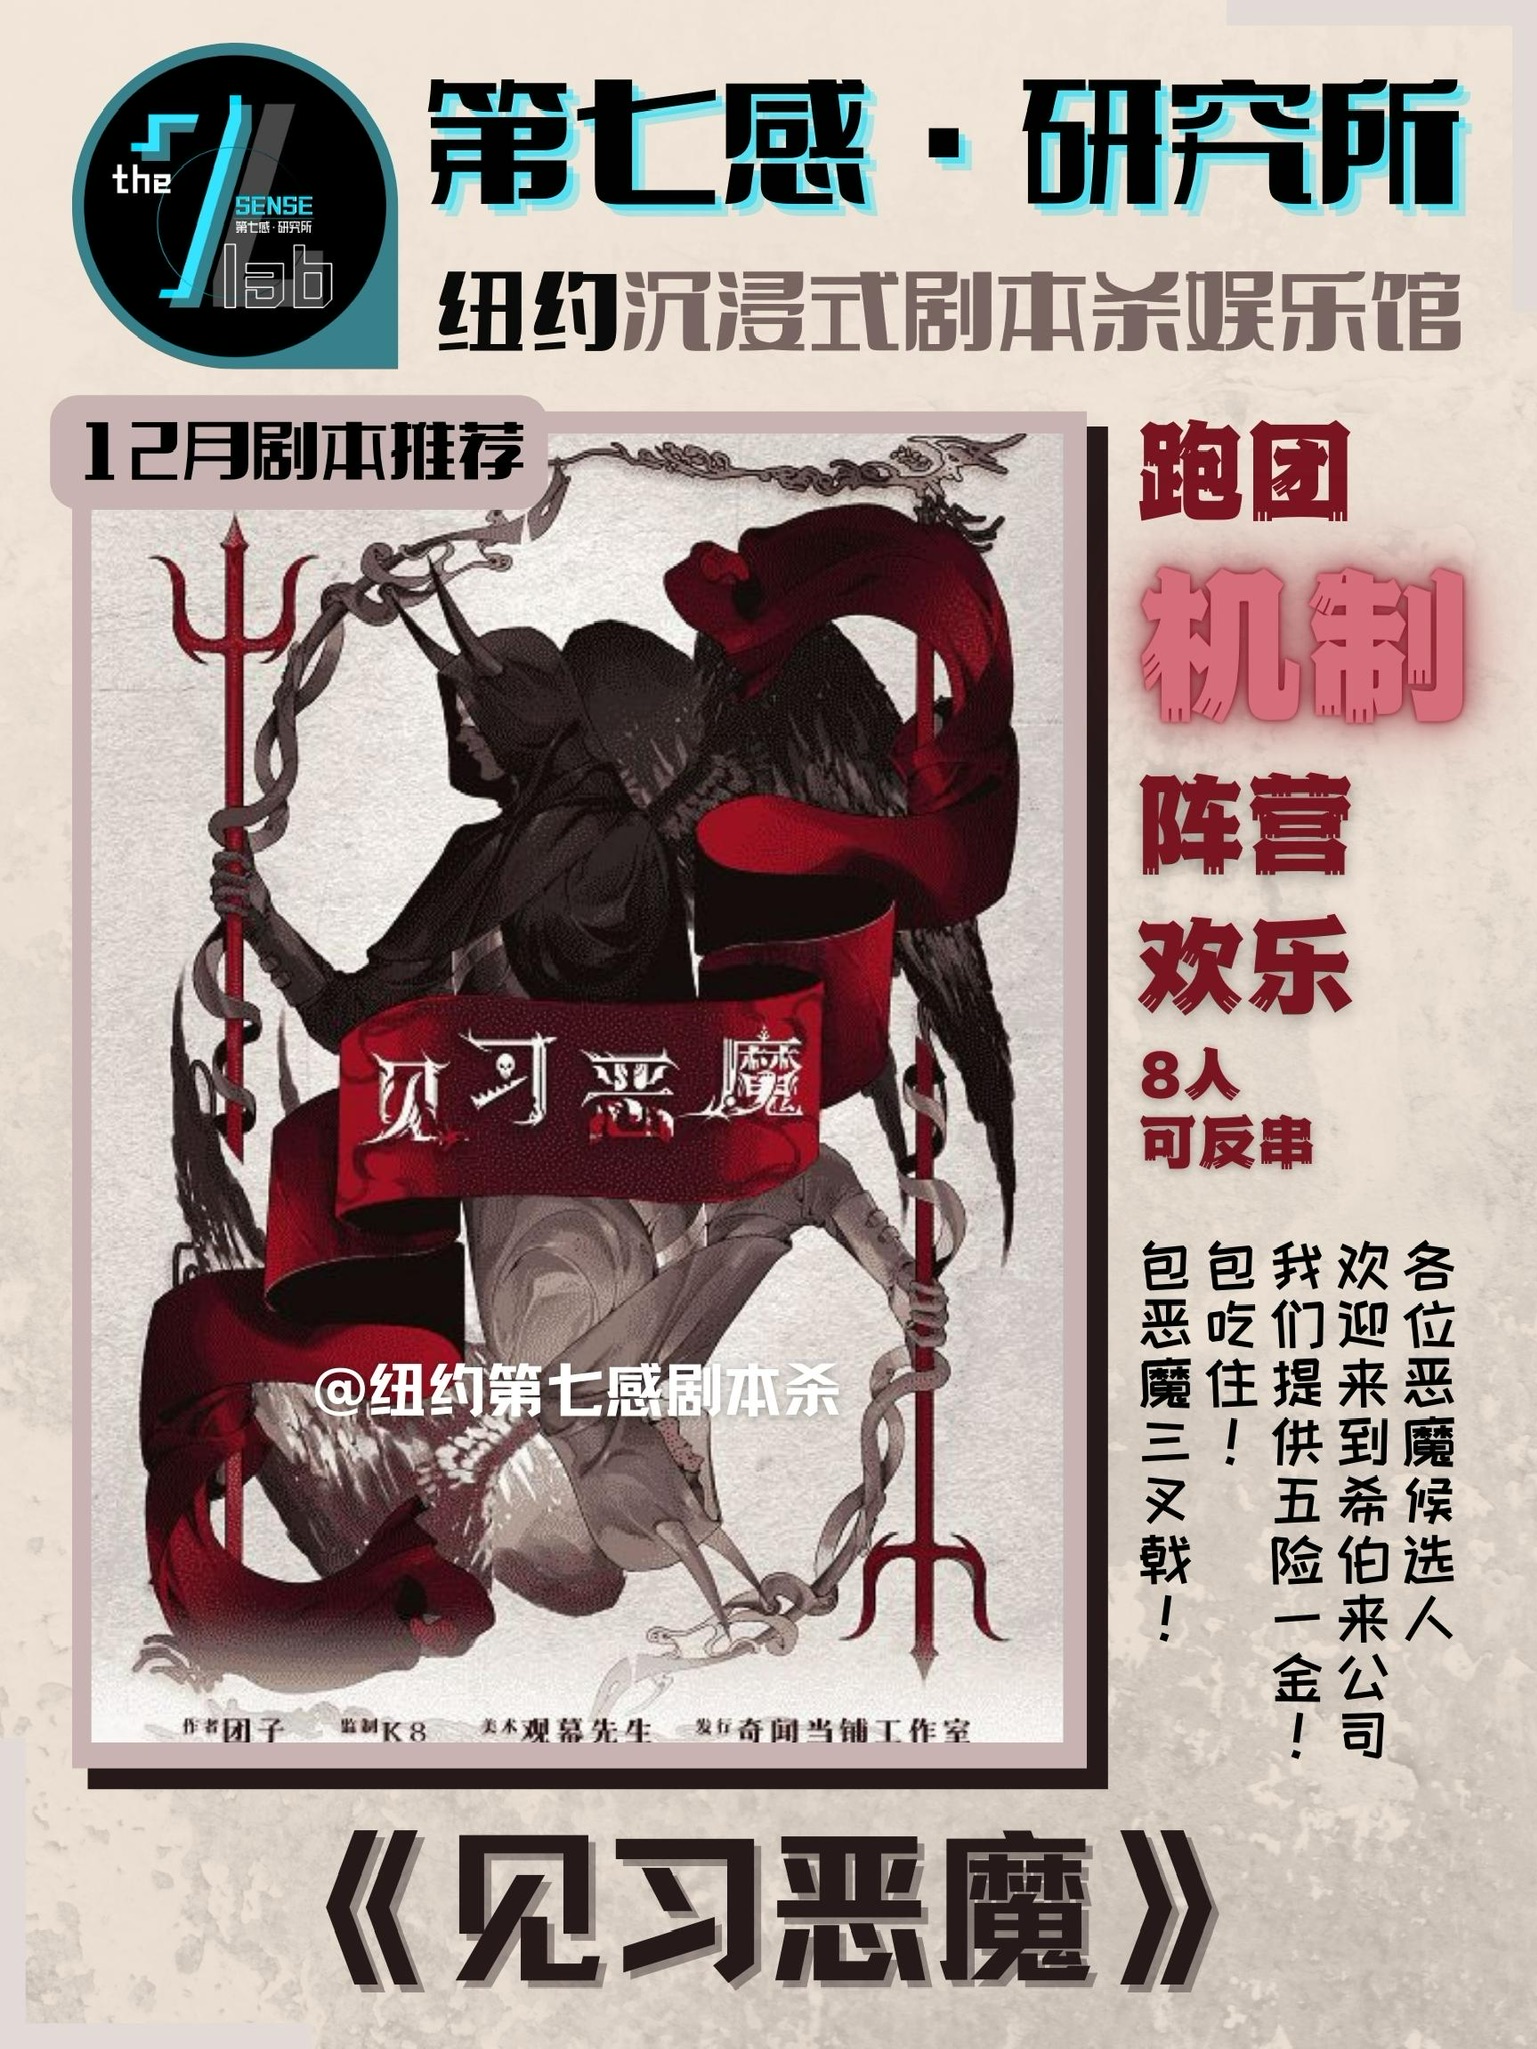 the
SENSE
第七感·研究所
lab
第七感·研究所
纽约沉浸式剧本杀娱乐馆
12月剧本推荐
跑团
机制
阵营
欢乐
8人
可反串
见习恶魔
@纽约第七感剧本杀
各位恶魔候选人
欢迎来到希伯来公司
我们提供五险一金！
包吃住！
包恶魔三叉戟！
作者 团子 监制 K8 美术 观幕先生 发行 奇闻当铺工作室
《见习恶魔》